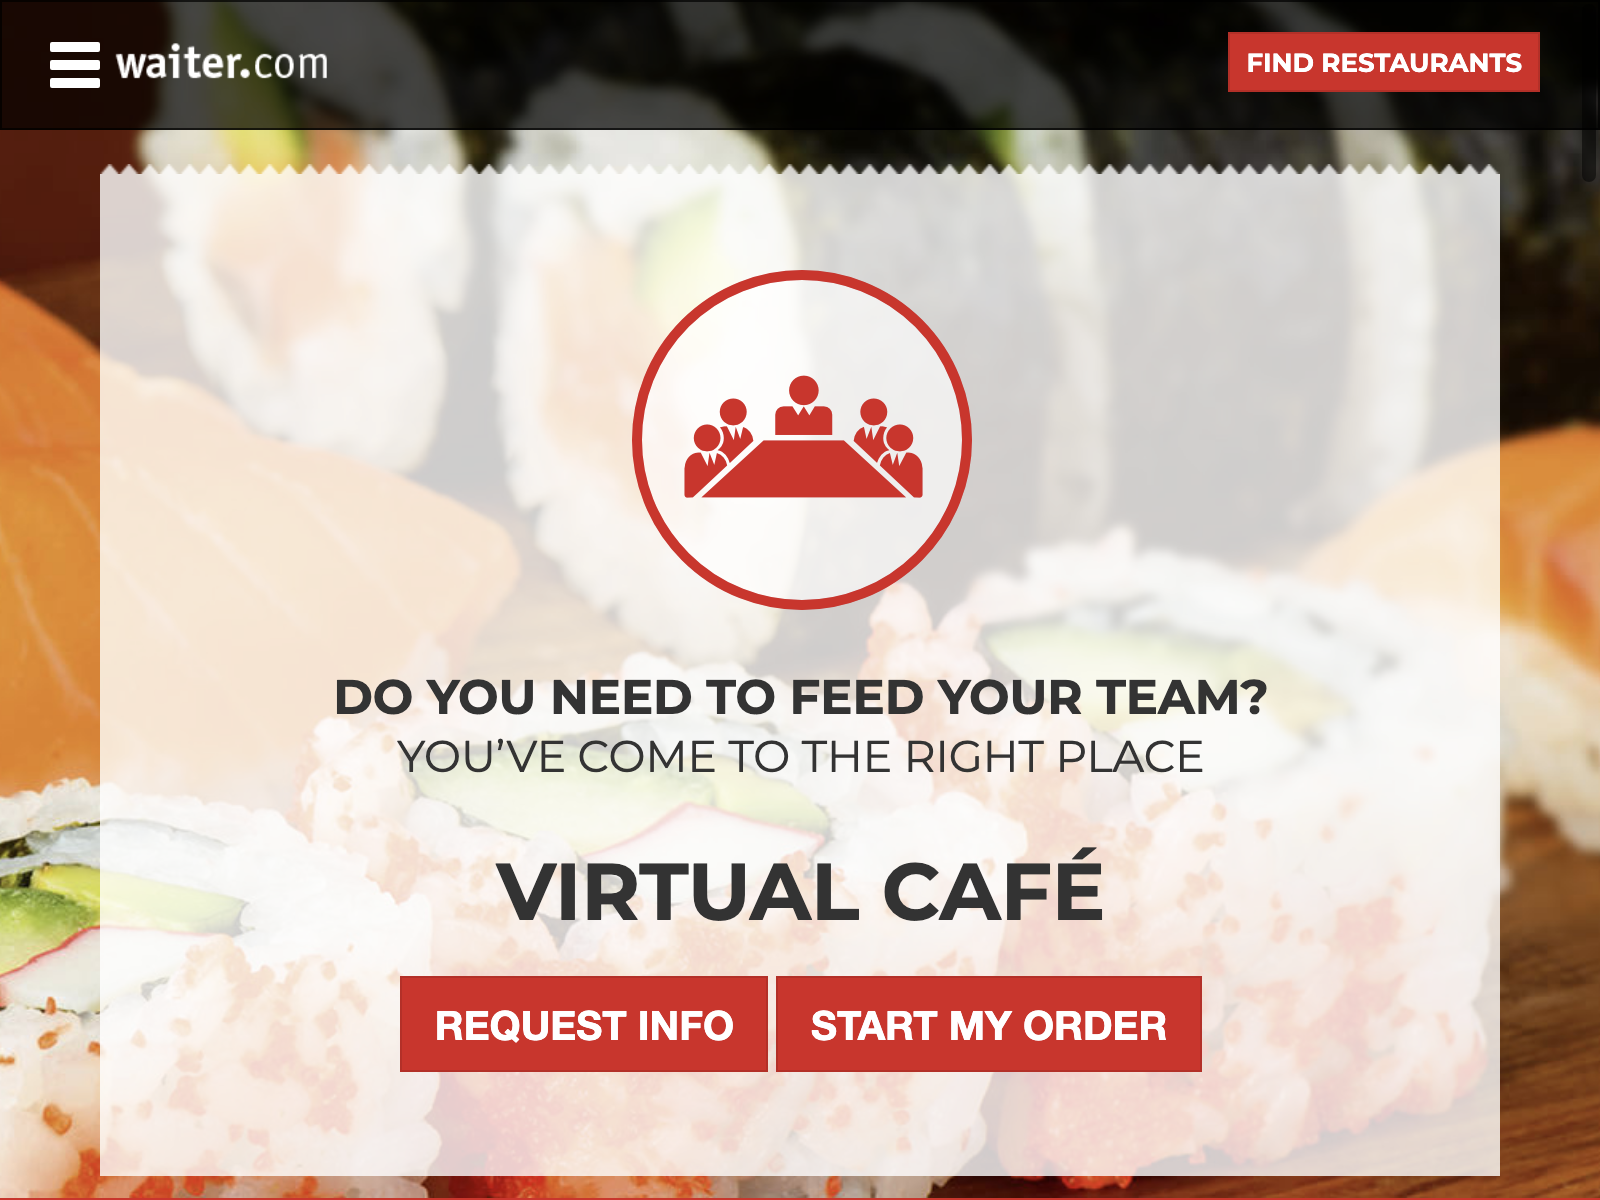 waiter.com
FIND RESTAURANTS
DO YOU NEED TO FEED YOUR TEAM?
YOU’VE COME TO THE RIGHT PLACE
VIRTUAL CAFÉ
REQUEST INFO
START MY ORDER